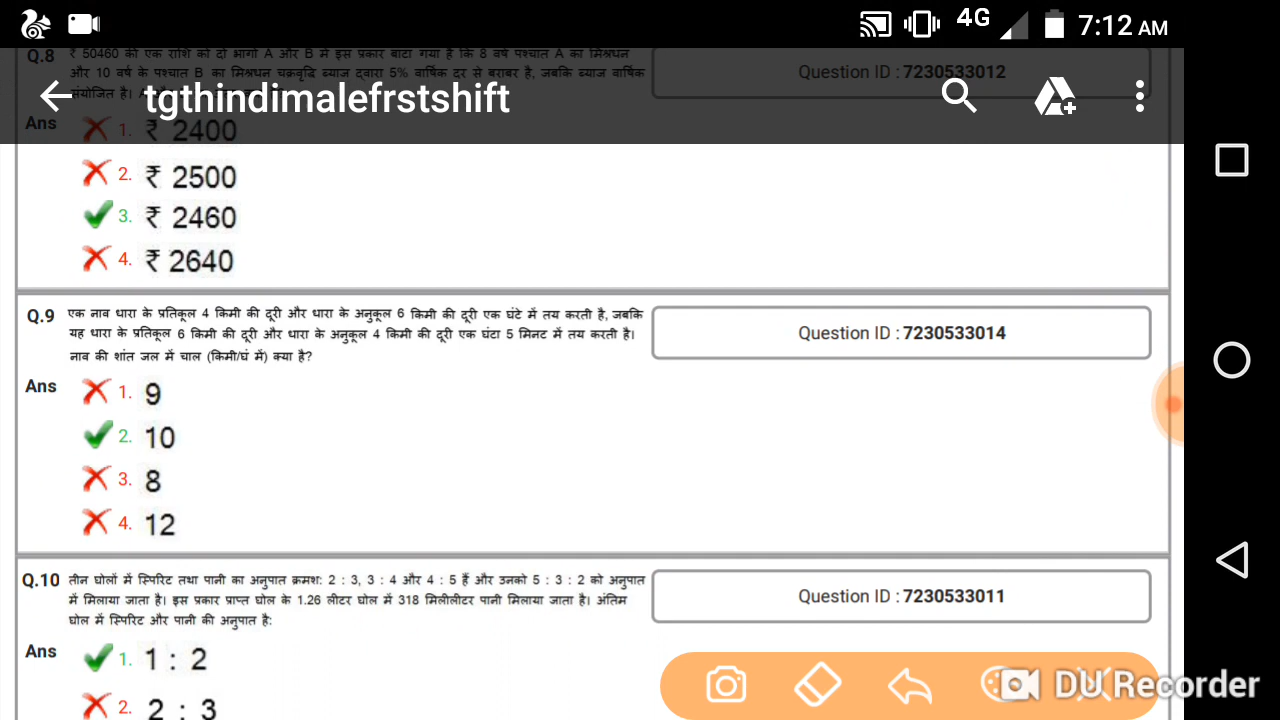 4G 7:12 AM
Q.8 ₹ 50460 की एक राशि को दो भागों A और B में इस प्रकार बांटा गया है कि 8 वर्ष पश्चात A का मिश्रधन
और 10 वर्ष के पश्चात B का मिश्रधन चक्रवृद्धि ब्याज द्वारा 5% वार्षिक दर से बराबर है, जबकि ब्याज वार्षिक
Question ID : 7230533012
संयोजित है।
tgthindimalefrstshift
Ans 1. ₹ 2400
2. ₹ 2500
3. ₹ 2460
4. ₹ 2640
Q.9 एक नाव धारा के प्रतिकूल 4 किमी की दूरी और धारा के अनुकूल 6 किमी की दूरी एक घंटे में तय करती है, जबकि
यह धारा के प्रतिकूल 6 किमी की दूरी और धारा के अनुकूल 4 किमी की दूरी एक घंटा 5 मिनट में तय करती है।
नाव की शांत जल में चाल (किमी/घं में) क्या है?
Question ID : 7230533014
Ans 1. 9
2. 10
3. 8
4. 12
Q.10 तीन घोलों में स्पिरिट तथा पानी का अनुपात क्रमश: 2 : 3, 3 : 4 और 4 : 5 हैं और उनको 5 : 3 : 2 को अनुपात
में मिलाया जाता है। इस प्रकार प्राप्त घोल के 1.26 लीटर घोल में 318 मिलीलीटर पानी मिलाया जाता है। अंतिम
घोल में स्पिरिट और पानी की अनुपात है:
Question ID : 7230533011
Ans 1. 1 : 2
2. 2 : 3
DU Recorder